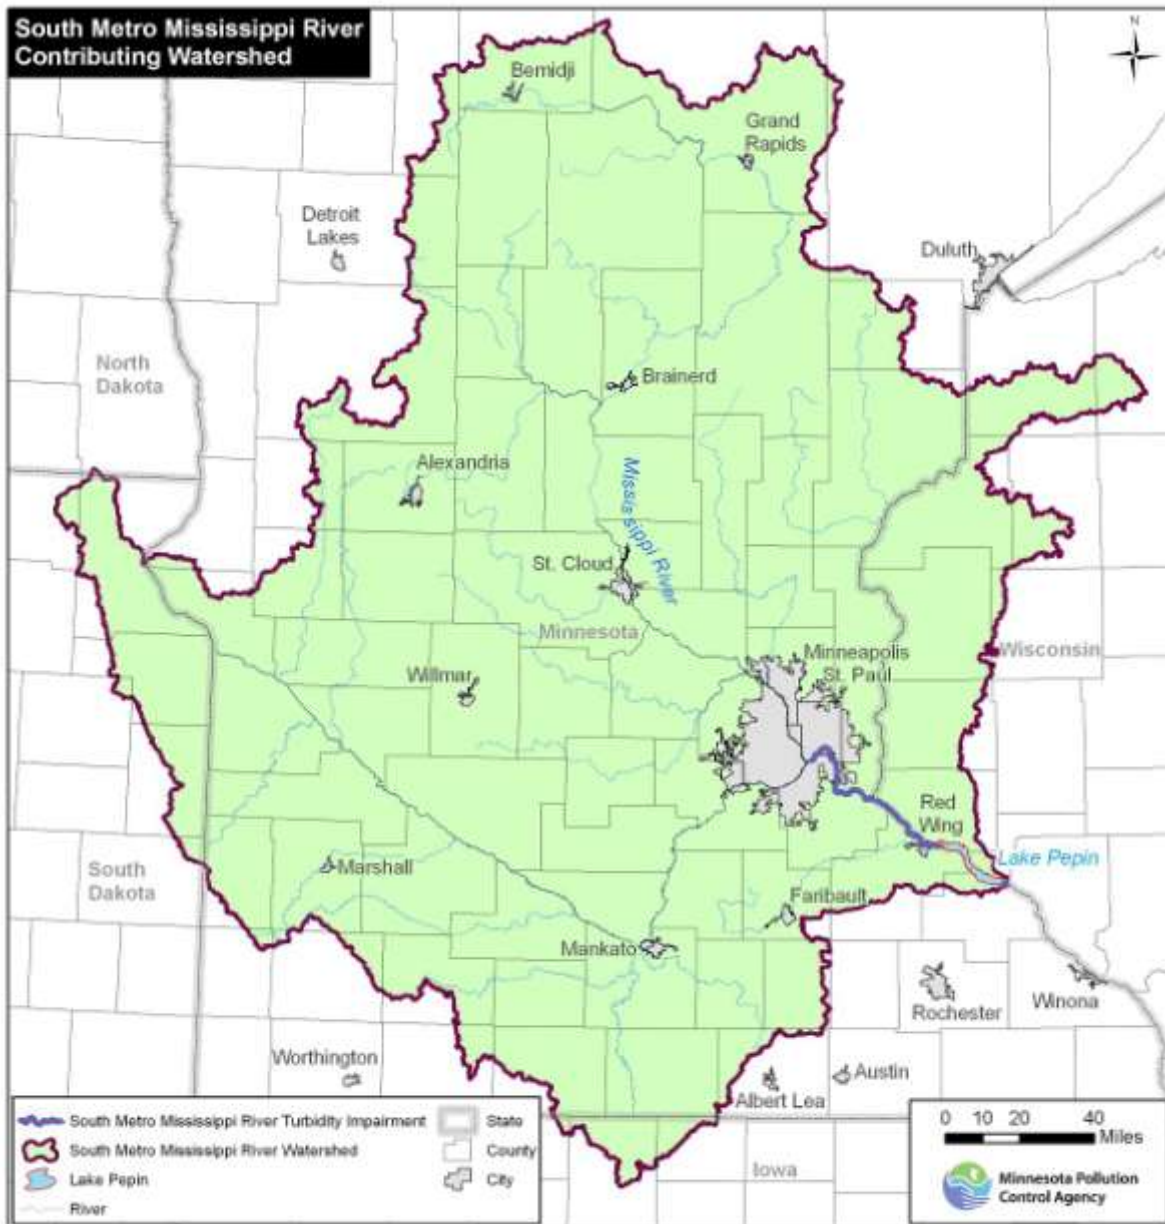 South Metro Mississippi River
Contributing Watershed
N
Bemidji
Grand
Rapids
Detroit
Lakes
Duluth
North
Dakota
Brainerd
Alexandria
Mississippi River
St. Cloud
Minnesota
Minneapolis
St. Paul
Wisconsin
Willmar
Red
Wing
Lake Pepin
South
Dakota
Marshall
Faribault
Mankato
Rochester
Winona
Worthington
Albert Lea
Austin
Iowa
South Metro Mississippi River Turbidity Impairment
South Metro Mississippi River Watershed
Lake Pepin
River
State
County
City
0 10 20 40
Miles
Minnesota Pollution
Control Agency